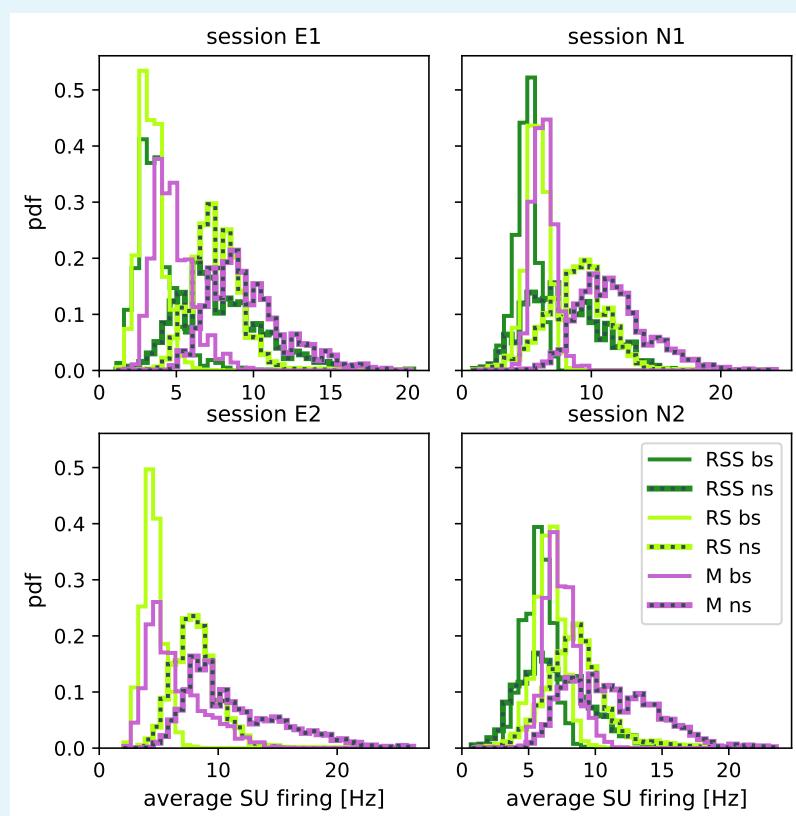 session E1
session N1
pdf
0.5
0.4
0.3
0.2
0.1
0.0
0 5 10 15 20
0 10 20
session E2
session N2
pdf
0.5
0.4
0.3
0.2
0.1
0.0
RSS bs
RSS ns
RS bs
RS ns
M bs
M ns
0 10 20
0 5 10 15 20
average SU firing [Hz]
average SU firing [Hz]